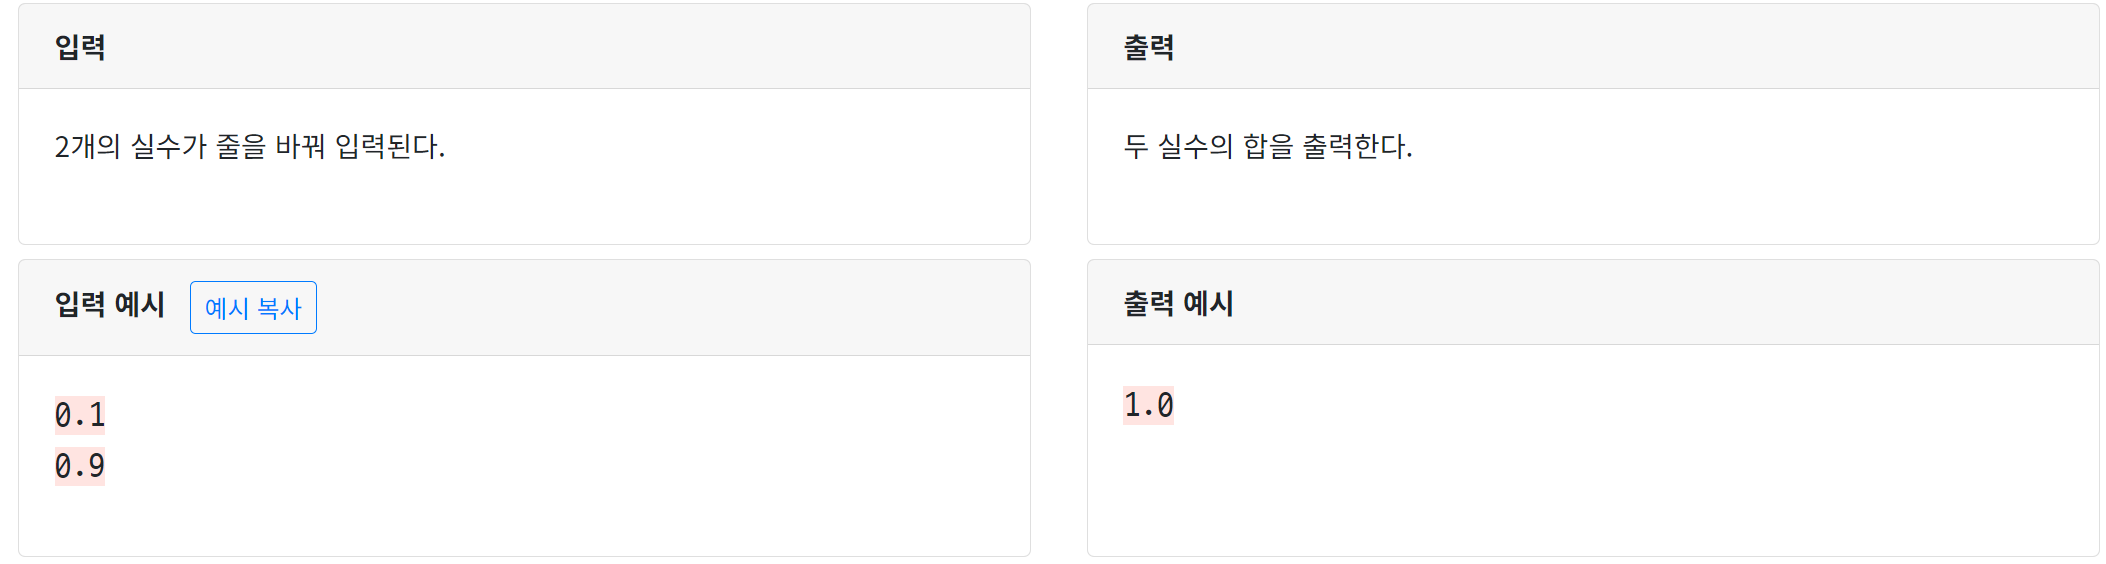 입력
2개의 실수가 줄을 바꿔 입력된다.
출력
두 실수의 합을 출력한다.
입력 예시
예시 복사
0.1
0.9
출력 예시
1.0